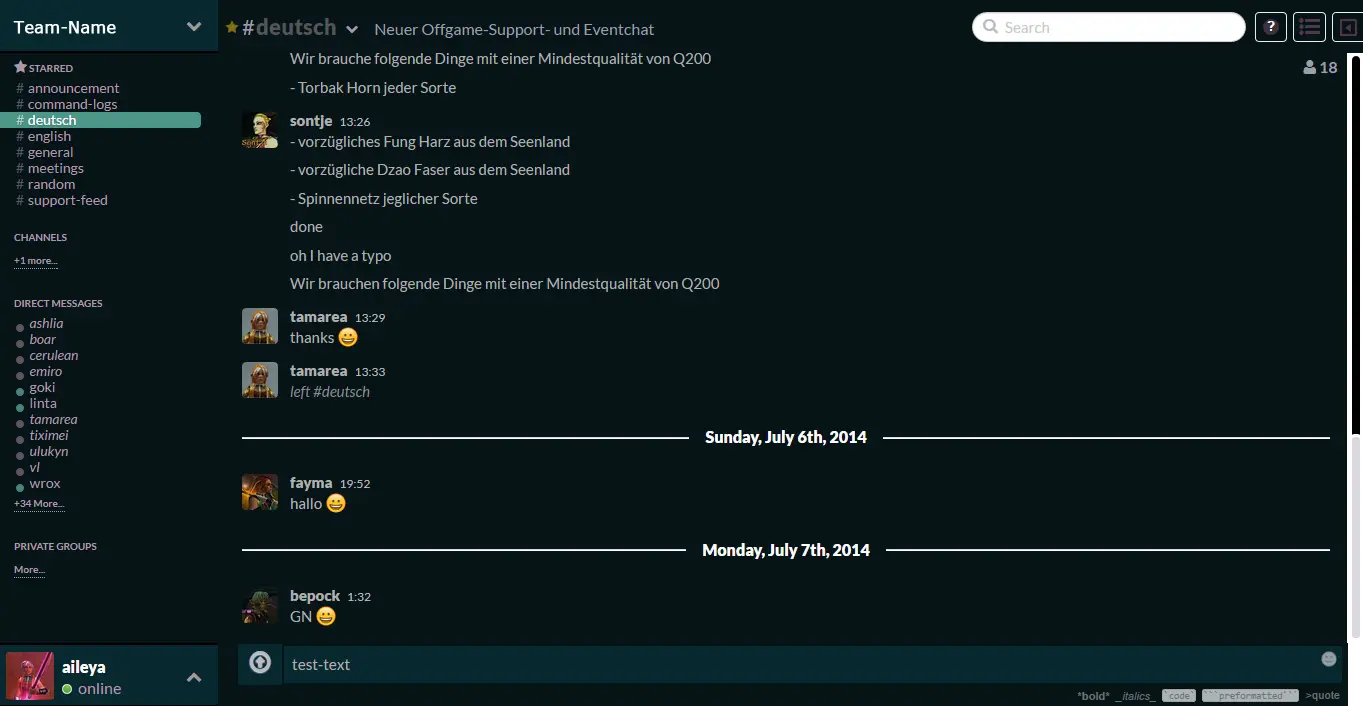 Team-Name
#deutsch
Neuer Offgame-Support- und Eventchat
Search
?
STARRED
# announcement
# command-logs
# deutsch
# english
# general
# meetings
# random
# support-feed
CHANNELS
+1 more...
DIRECT MESSAGES
ashlia
boar
cerulean
emiro
goki
linta
tamarea
tiximei
ulukyn
vl
wrox
+34 More...
PRIVATE GROUPS
More...
aileya
online
18
Wir brauche folgende Dinge mit einer Mindestqualität von Q200
- Torbak Horn jeder Sorte
sontje 13:26
- vorzügliches Fung Harz aus dem Seenland
- vorzügliche Dzao Faser aus dem Seenland
- Spinnennetz jeglicher Sorte
done
oh I have a typo
Wir brauchen folgende Dinge mit einer Mindestqualität von Q200
tamarea 13:29
thanks 😀
tamarea 13:33
left #deutsch
Sunday, July 6th, 2014
fayma 19:52
hallo 😀
Monday, July 7th, 2014
bepock 1:32
GN 😀
test-text
*bold* _italics_ `code` ```preformatted``` >quote